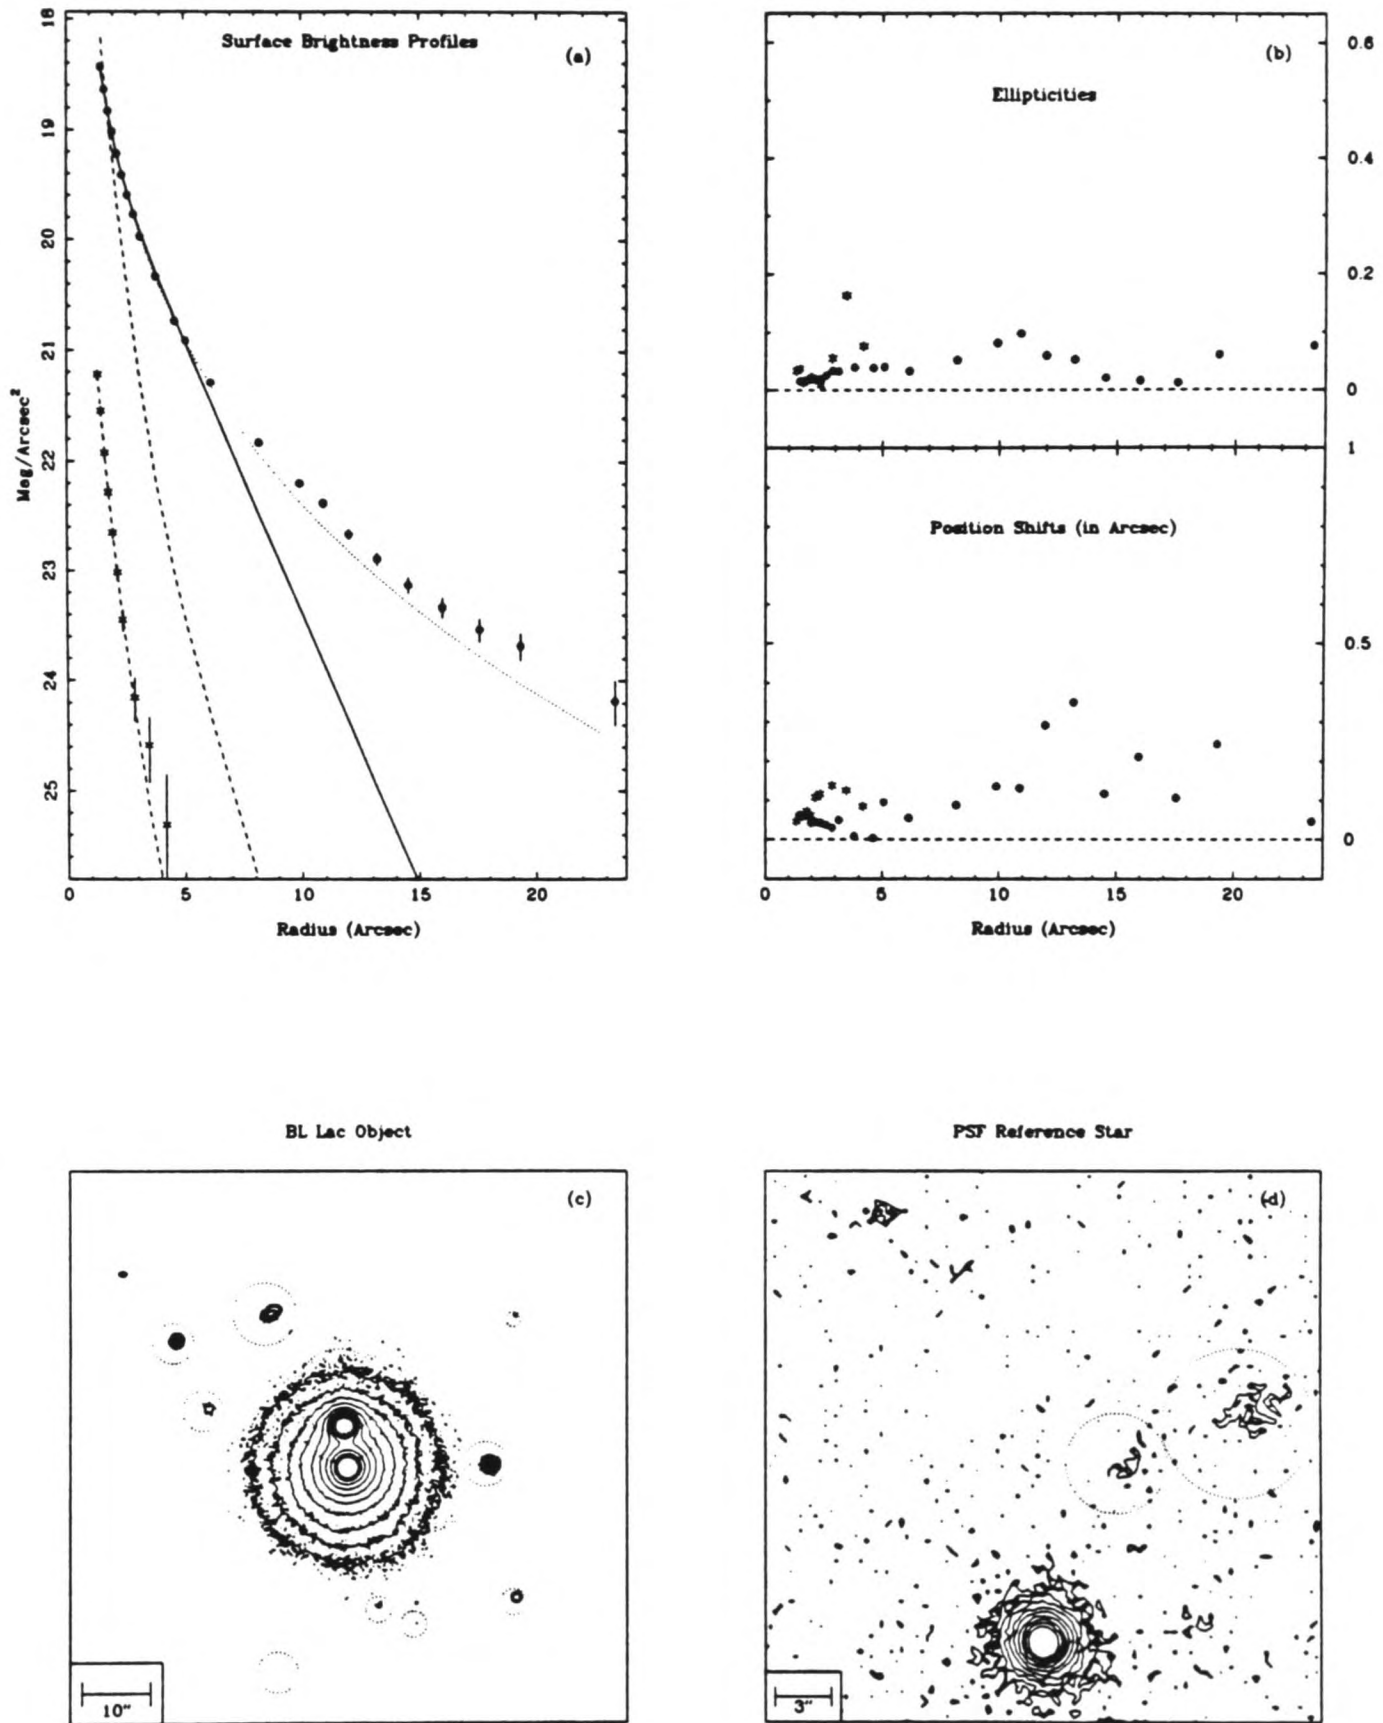 Surface Brightness Profiles
(a)
18
19
20
21
22
23
24
25
Mag/Arcsec²
0
5
10
15
20
Radius (Arcsec)
(b)
Ellipticities
0.6
0.4
0.2
0
1
Position Shifts (in Arcsec)
0.5
0
0
5
10
15
20
Radius (Arcsec)
BL Lac Object
(c)
10"
PSF Reference Star
(d)
3"